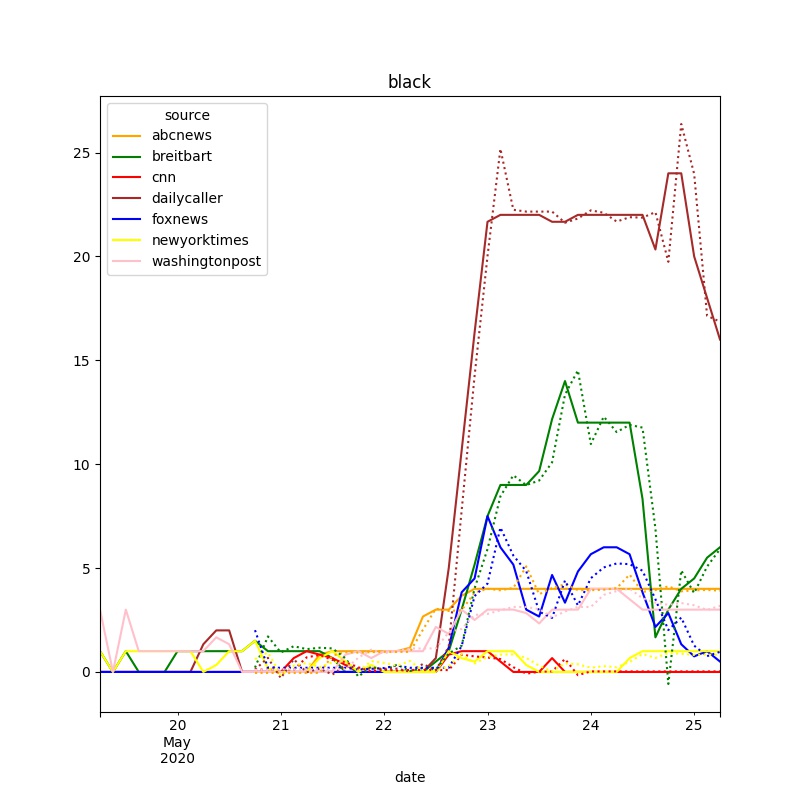 black
source
abcnews
breitbart
cnn
dailycaller
foxnews
newyorktimes
washingtonpost
25
20
15
10
5
0
20
21
22
23
24
25
May
2020
date